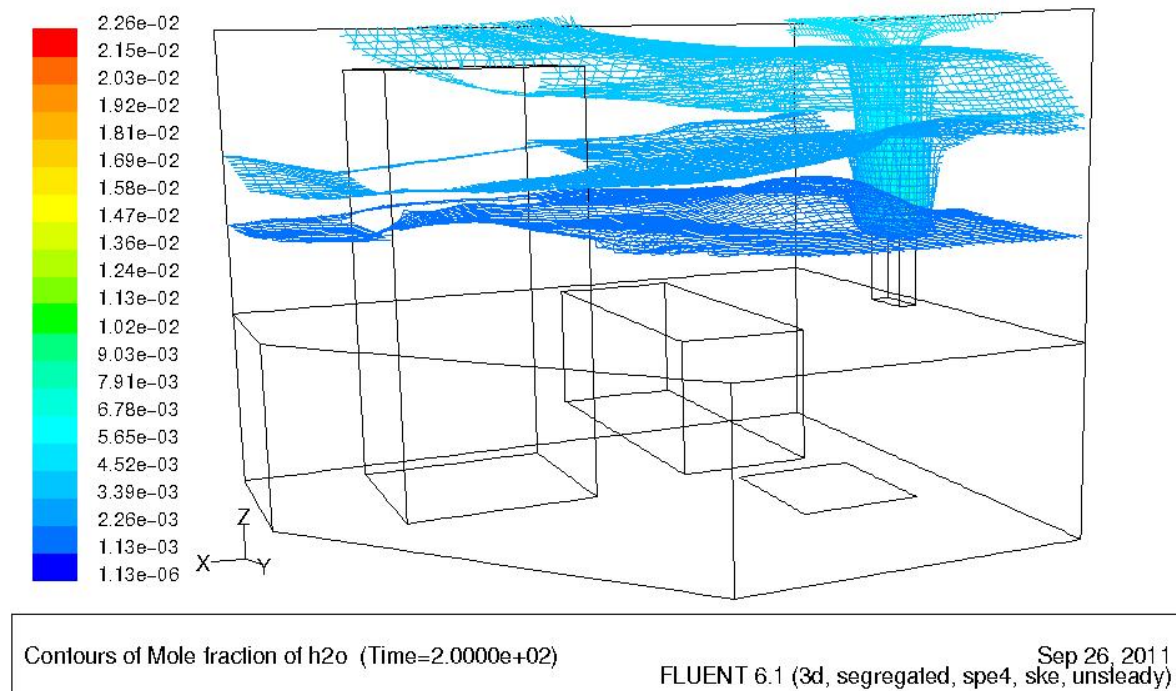 2.26e-02
2.15e-02
2.03e-02
1.92e-02
1.81e-02
1.69e-02
1.58e-02
1.47e-02
1.36e-02
1.24e-02
1.13e-02
1.02e-02
9.03e-03
7.91e-03
6.78e-03
5.65e-03
4.52e-03
3.39e-03
2.26e-03
1.13e-03
1.13e-06
Z
X
Y
Contours of Mole fraction of h2o (Time=2.0000e+02)
Sep 26, 2011
FLUENT 6.1 (3d, segregated, spe4, ske, unsteady)